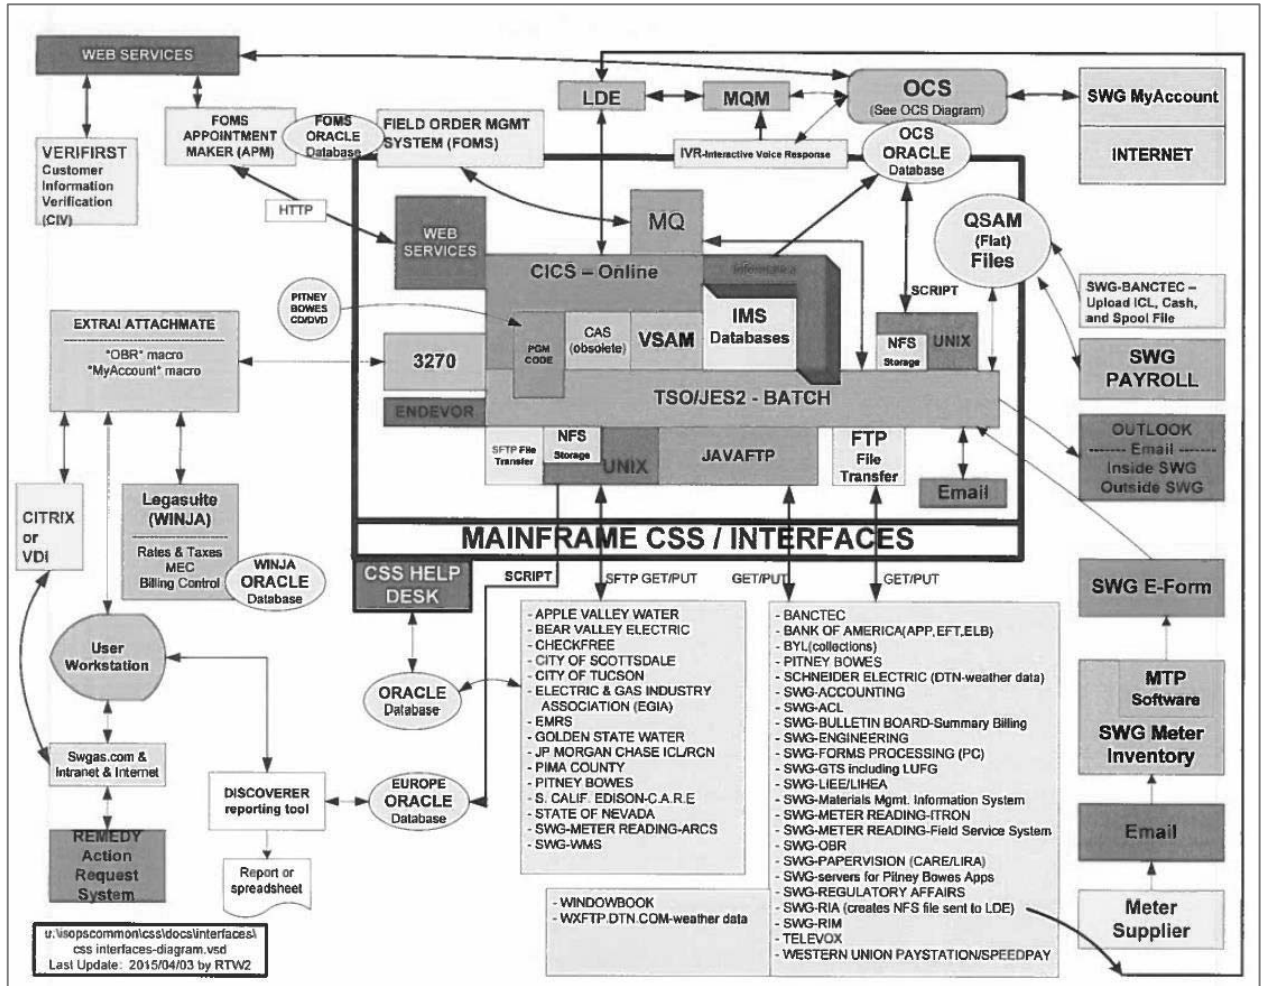 WEB SERVICES
LDE
MQM
OCS
(See OCS Diagram)
SWG MyAccount
INTERNET
FOMS
APPOINTMENT
MAKER (APM)
FOMS
ORACLE
Database
FIELD ORDER MGMT
SYSTEM (FOMS)
IVR-Interactive Voice Response
OCS
ORACLE
Database
VERIFIRST
Customer
Information
Verification
(CIV)
HTTP
WEB
SERVICES
MQ
QSAM
(Flat)
Files
CICS – Online
Informatica
SCRIPT
SWG-BANCTEC –
Upload ICL, Cash,
and Spool File
PITNEY
BOWES
CD/DVD
EXTRA! ATTACHMATE
"OBR" macro
"MyAccount" macro
3270
PGM
CODE
CAS
(obsolete)
VSAM
IMS
Databases
NFS
Storage
UNIX
SWG
PAYROLL
TSO/JES2 - BATCH
ENDEVOR
OUTLOOK
------ Email ------
Inside SWG
Outside SWG
SFTP File
Transfer
NFS
Storage
UNIX
JAVAFTP
FTP
File
Transfer
Email
CITRIX
or
VDI
Legasuite
(WINJA)
Rates & Taxes
MEC
Billing Control
WINJA
ORACLE
Database
MAINFRAME CSS / INTERFACES
CSS HELP
DESK
SCRIPT
SFTP GET/PUT
GET/PUT
GET/PUT
SWG E-Form
User
Workstation
ORACLE
Database
- APPLE VALLEY WATER
- BEAR VALLEY ELECTRIC
- CHECKFREE
- CITY OF SCOTTSDALE
- CITY OF TUCSON
- ELECTRIC & GAS INDUSTRY
ASSOCIATION (EGIA)
- EMRS
- GOLDEN STATE WATER
- JP MORGAN CHASE ICL/RCN
- PIMA COUNTY
- PITNEY BOWES
- S. CALIF. EDISON-C.A.R.E
- STATE OF NEVADA
- SWG-METER READING-ARCS
- SWG-WMS
- BANCTEC
- BANK OF AMERICA(APP,EFT,ELB)
- BYL(collections)
- PITNEY BOWES
- SCHNEIDER ELECTRIC (DTN-weather data)
- SWG-ACCOUNTING
- SWG-ACL
- SWG-BULLETIN BOARD-Summary Billing
- SWG-ENGINEERING
- SWG-FORMS PROCESSING (PC)
- SWG-GTS including LUFG
- SWG-LIEE/LIHEA
- SWG-Materials Mgmt. Information System
- SWG-METER READING-ITRON
- SWG-METER READING-Field Service System
- SWG-OBR
- SWG-PAPERVISION (CARE/LIRA)
- SWG-servers for Pitney Bowes Apps
- SWG-REGULATORY AFFAIRS
- SWG-RIA (creates NFS file sent to LDE)
- SWG-RIM
- TELEVOX
- WESTERN UNION PAYSTATION/SPEEDPAY
MTP
Software
SWG Meter
Inventory
Swgas.com &
Intranet & Internet
DISCOVERER
reporting tool
EUROPE
ORACLE
Database
Email
REMEDY
Action
Request
System
Report or
spreadsheet
- WINDOWBOOK
- WXFTP.DTN.COM-weather data
Meter
Supplier
u:\isopscommon\css\docs\interfaces\
css interfaces-diagram.vsd
Last Update: 2015/04/03 by RTW2